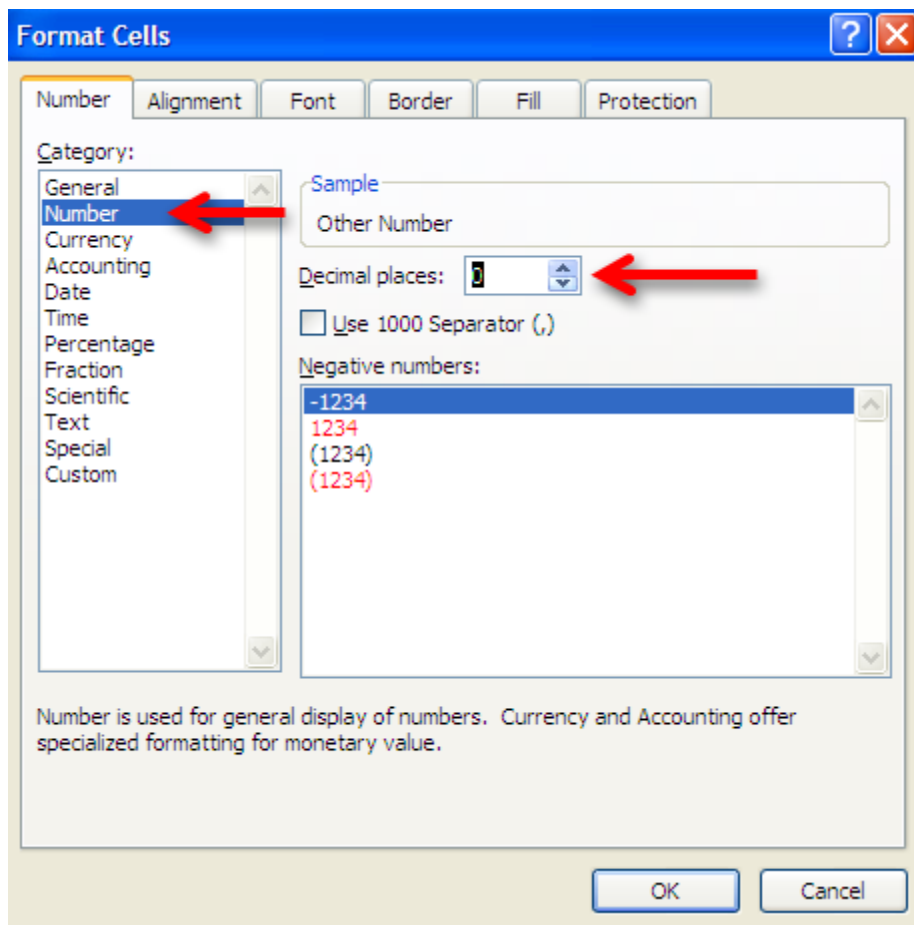 Format Cells
?
Number Alignment Font Border Fill Protection
Category:
General
Number
Currency
Accounting
Date
Time
Percentage
Fraction
Scientific
Text
Special
Custom
Sample
Other Number
Decimal places: 0
Use 1000 Separator (,)
Negative numbers:
-1234
1234
(1234)
(1234)
Number is used for general display of numbers.  Currency and Accounting offer
specialized formatting for monetary value.
OK Cancel